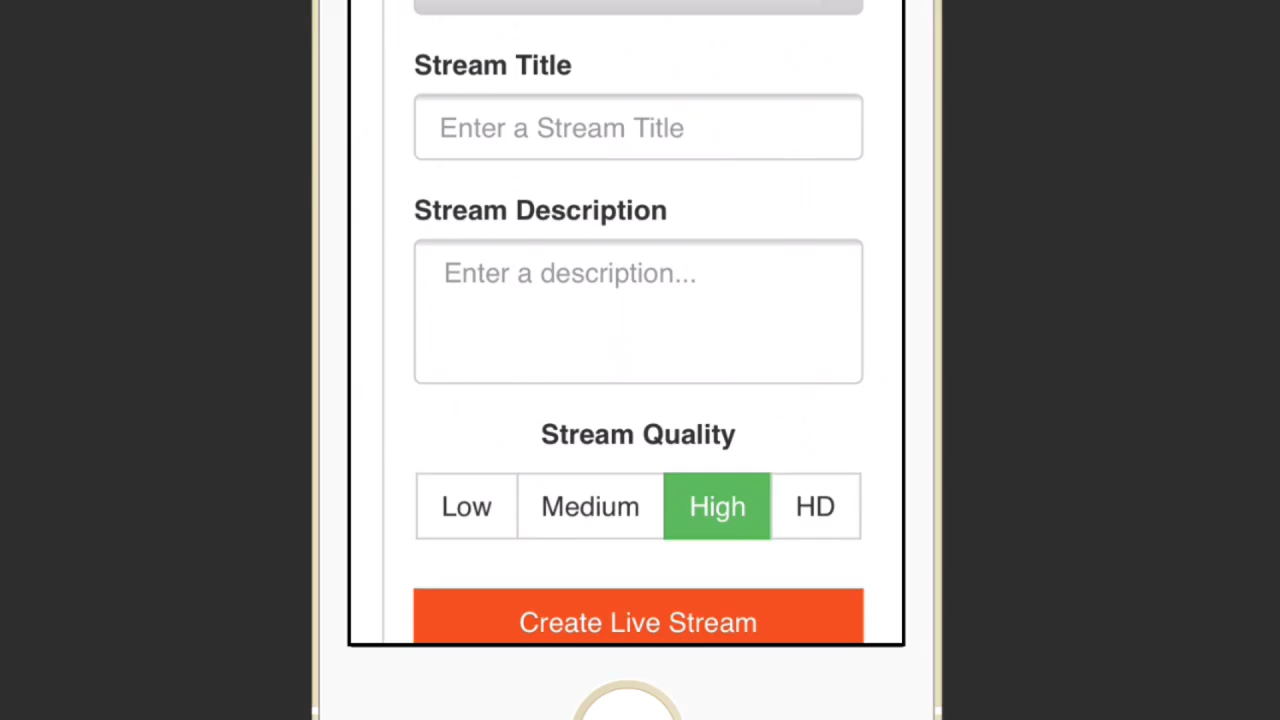 Stream Title
Enter a Stream Title
Stream Description
Enter a description...
Stream Quality
Low Medium High HD
Create Live Stream